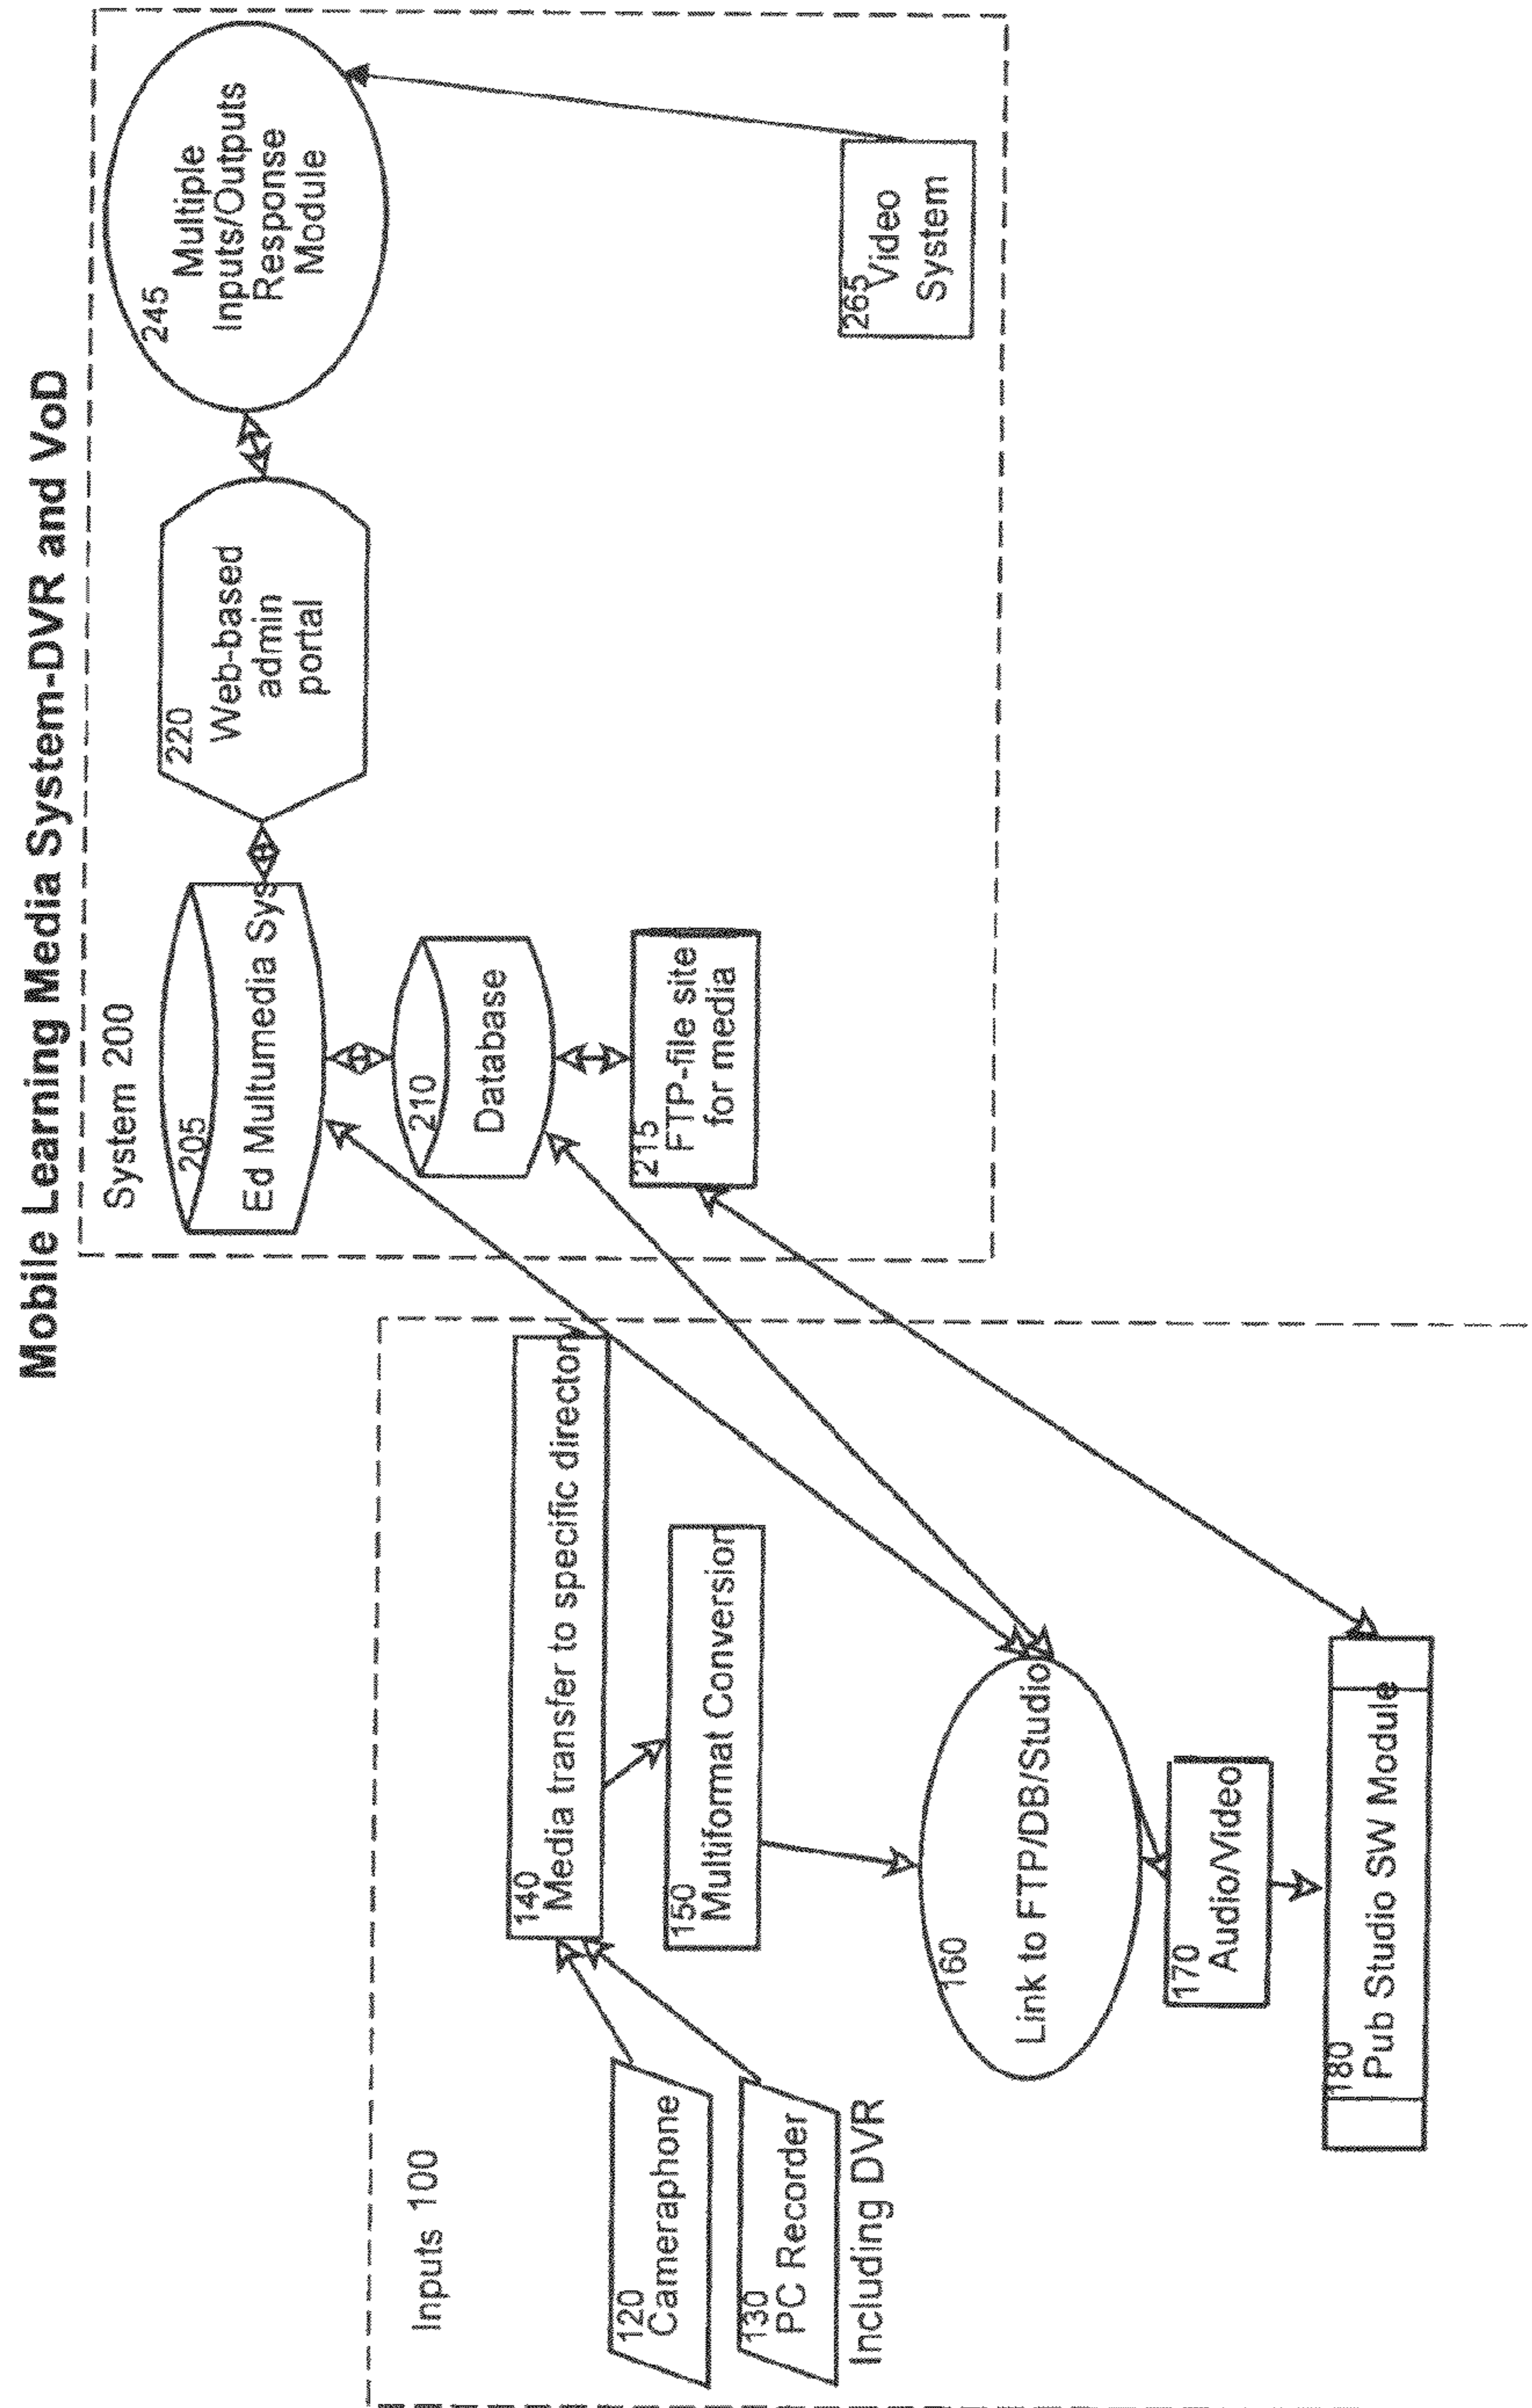 Mobile Learning Media System-DVR and VoD
Inputs 100
120
Cameraphone
130
PC Recorder
Including DVR
140
Media transfer to specific directory
150
Multiformat Conversion
160
Link to FTP/DB/Studio
170
Audio/Video
180
Pub Studio SW Module
System 200
205
Ed Multumedia Sys
210
Database
215
FTP-file site
for media
220
Web-based
admin
portal
245
Multiple
Inputs/Outputs
Response
Module
265
Video
System